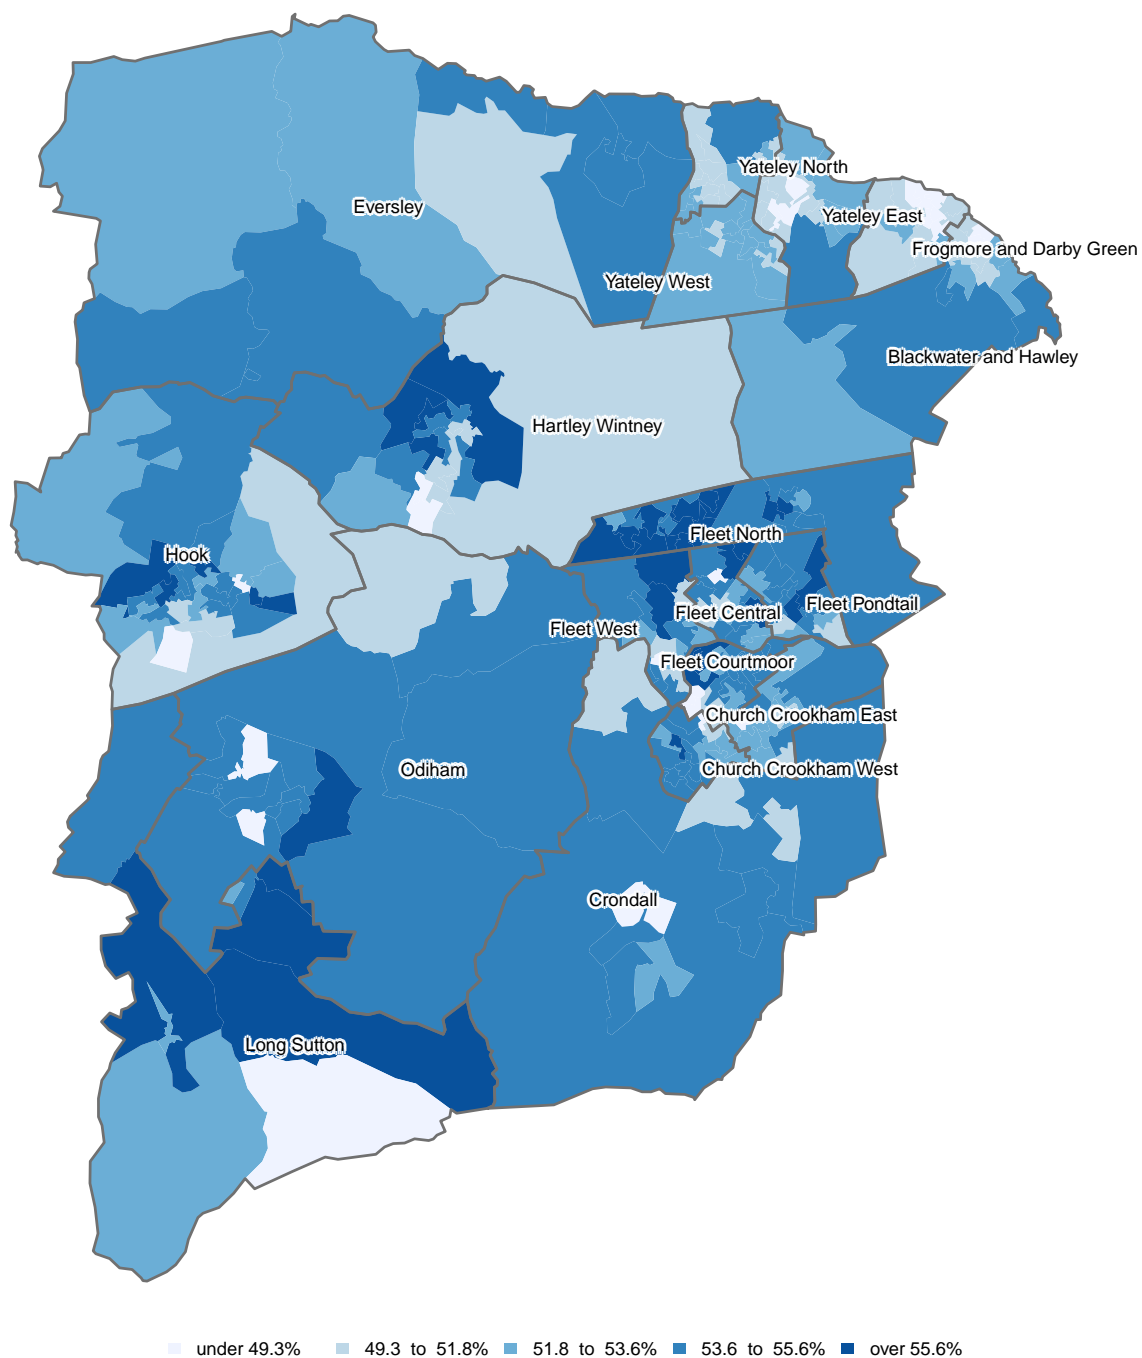 Yateley North
Eversley
Yateley East
Frogmore and Darby Green
Yateley West
Blackwater and Hawley
Hartley Wintney
Fleet North
Hook
Fleet Pondtail
Fleet Central
Fleet West
Fleet Courtmoor
Church Crookham East
Odiham
Church Crookham West
Crondall
Long Sutton
under 49.3% 49.3 to 51.8% 51.8 to 53.6% 53.6 to 55.6% over 55.6%